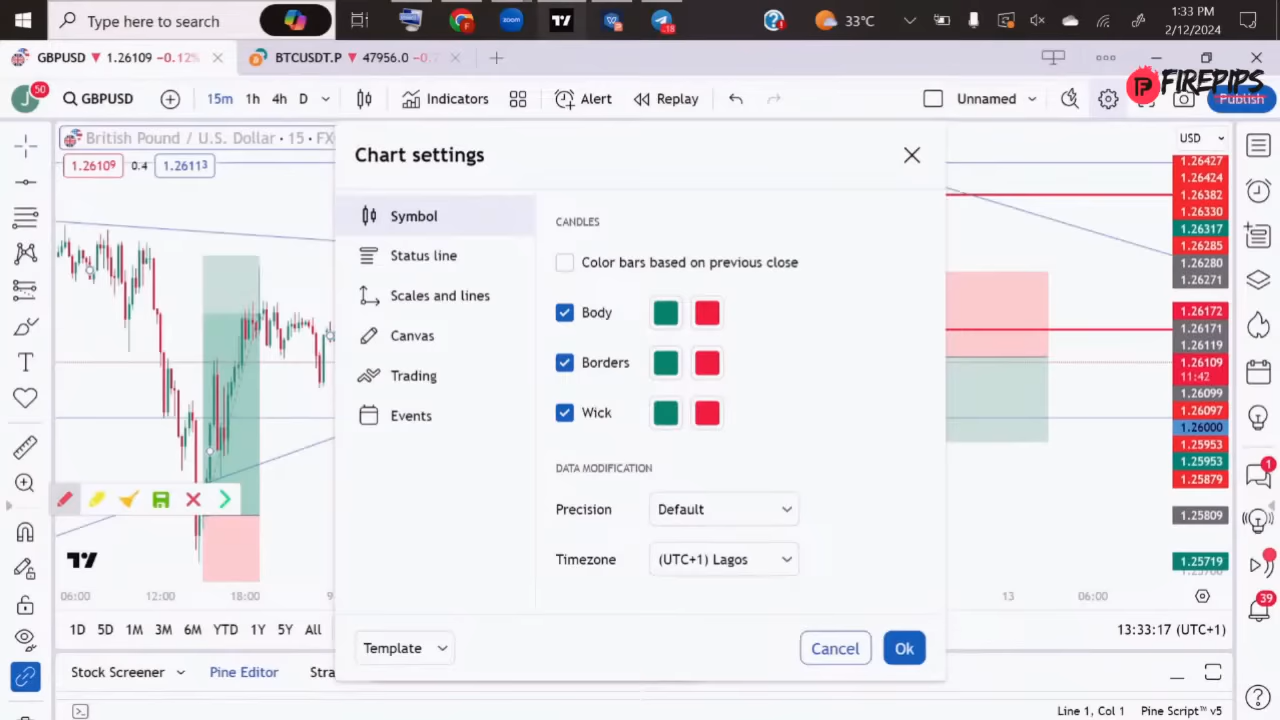 Type here to search
zoom
18
33°C
1:33 PM
2/12/2024
GBPUSD ▼ 1.26109 −0.12%
BTCUSDT.P ▼ 47956.0
FIREPIPS
J
50
GBPUSD
15m 1h 4h D
Indicators
Alert
Replay
Unnamed
Publish
British Pound / U.S. Dollar · 15 · FX
USD
1.26109
0.4
1.26113
Chart settings
Symbol
Status line
Scales and lines
Canvas
Trading
Events
CANDLES
Color bars based on previous close
Body
Borders
Wick
DATA MODIFICATION
Precision
Default
Timezone
(UTC+1) Lagos
Template
Cancel
Ok
1.26427
1.26424
1.26382
1.26330
1.26317
1.26285
1.26280
1.26271
1.26172
1.26171
1.26119
1.26109
11:42
1.26099
1.26097
1.26000
1.25953
1.25953
1.25879
1.25809
1.25719
1
39
06:00
12:00
18:00
13
06:00
1D 5D 1M 3M 6M YTD 1Y 5Y All
13:33:17 (UTC+1)
Stock Screener
Pine Editor
Stra
Line 1, Col 1
Pine Script™ v5